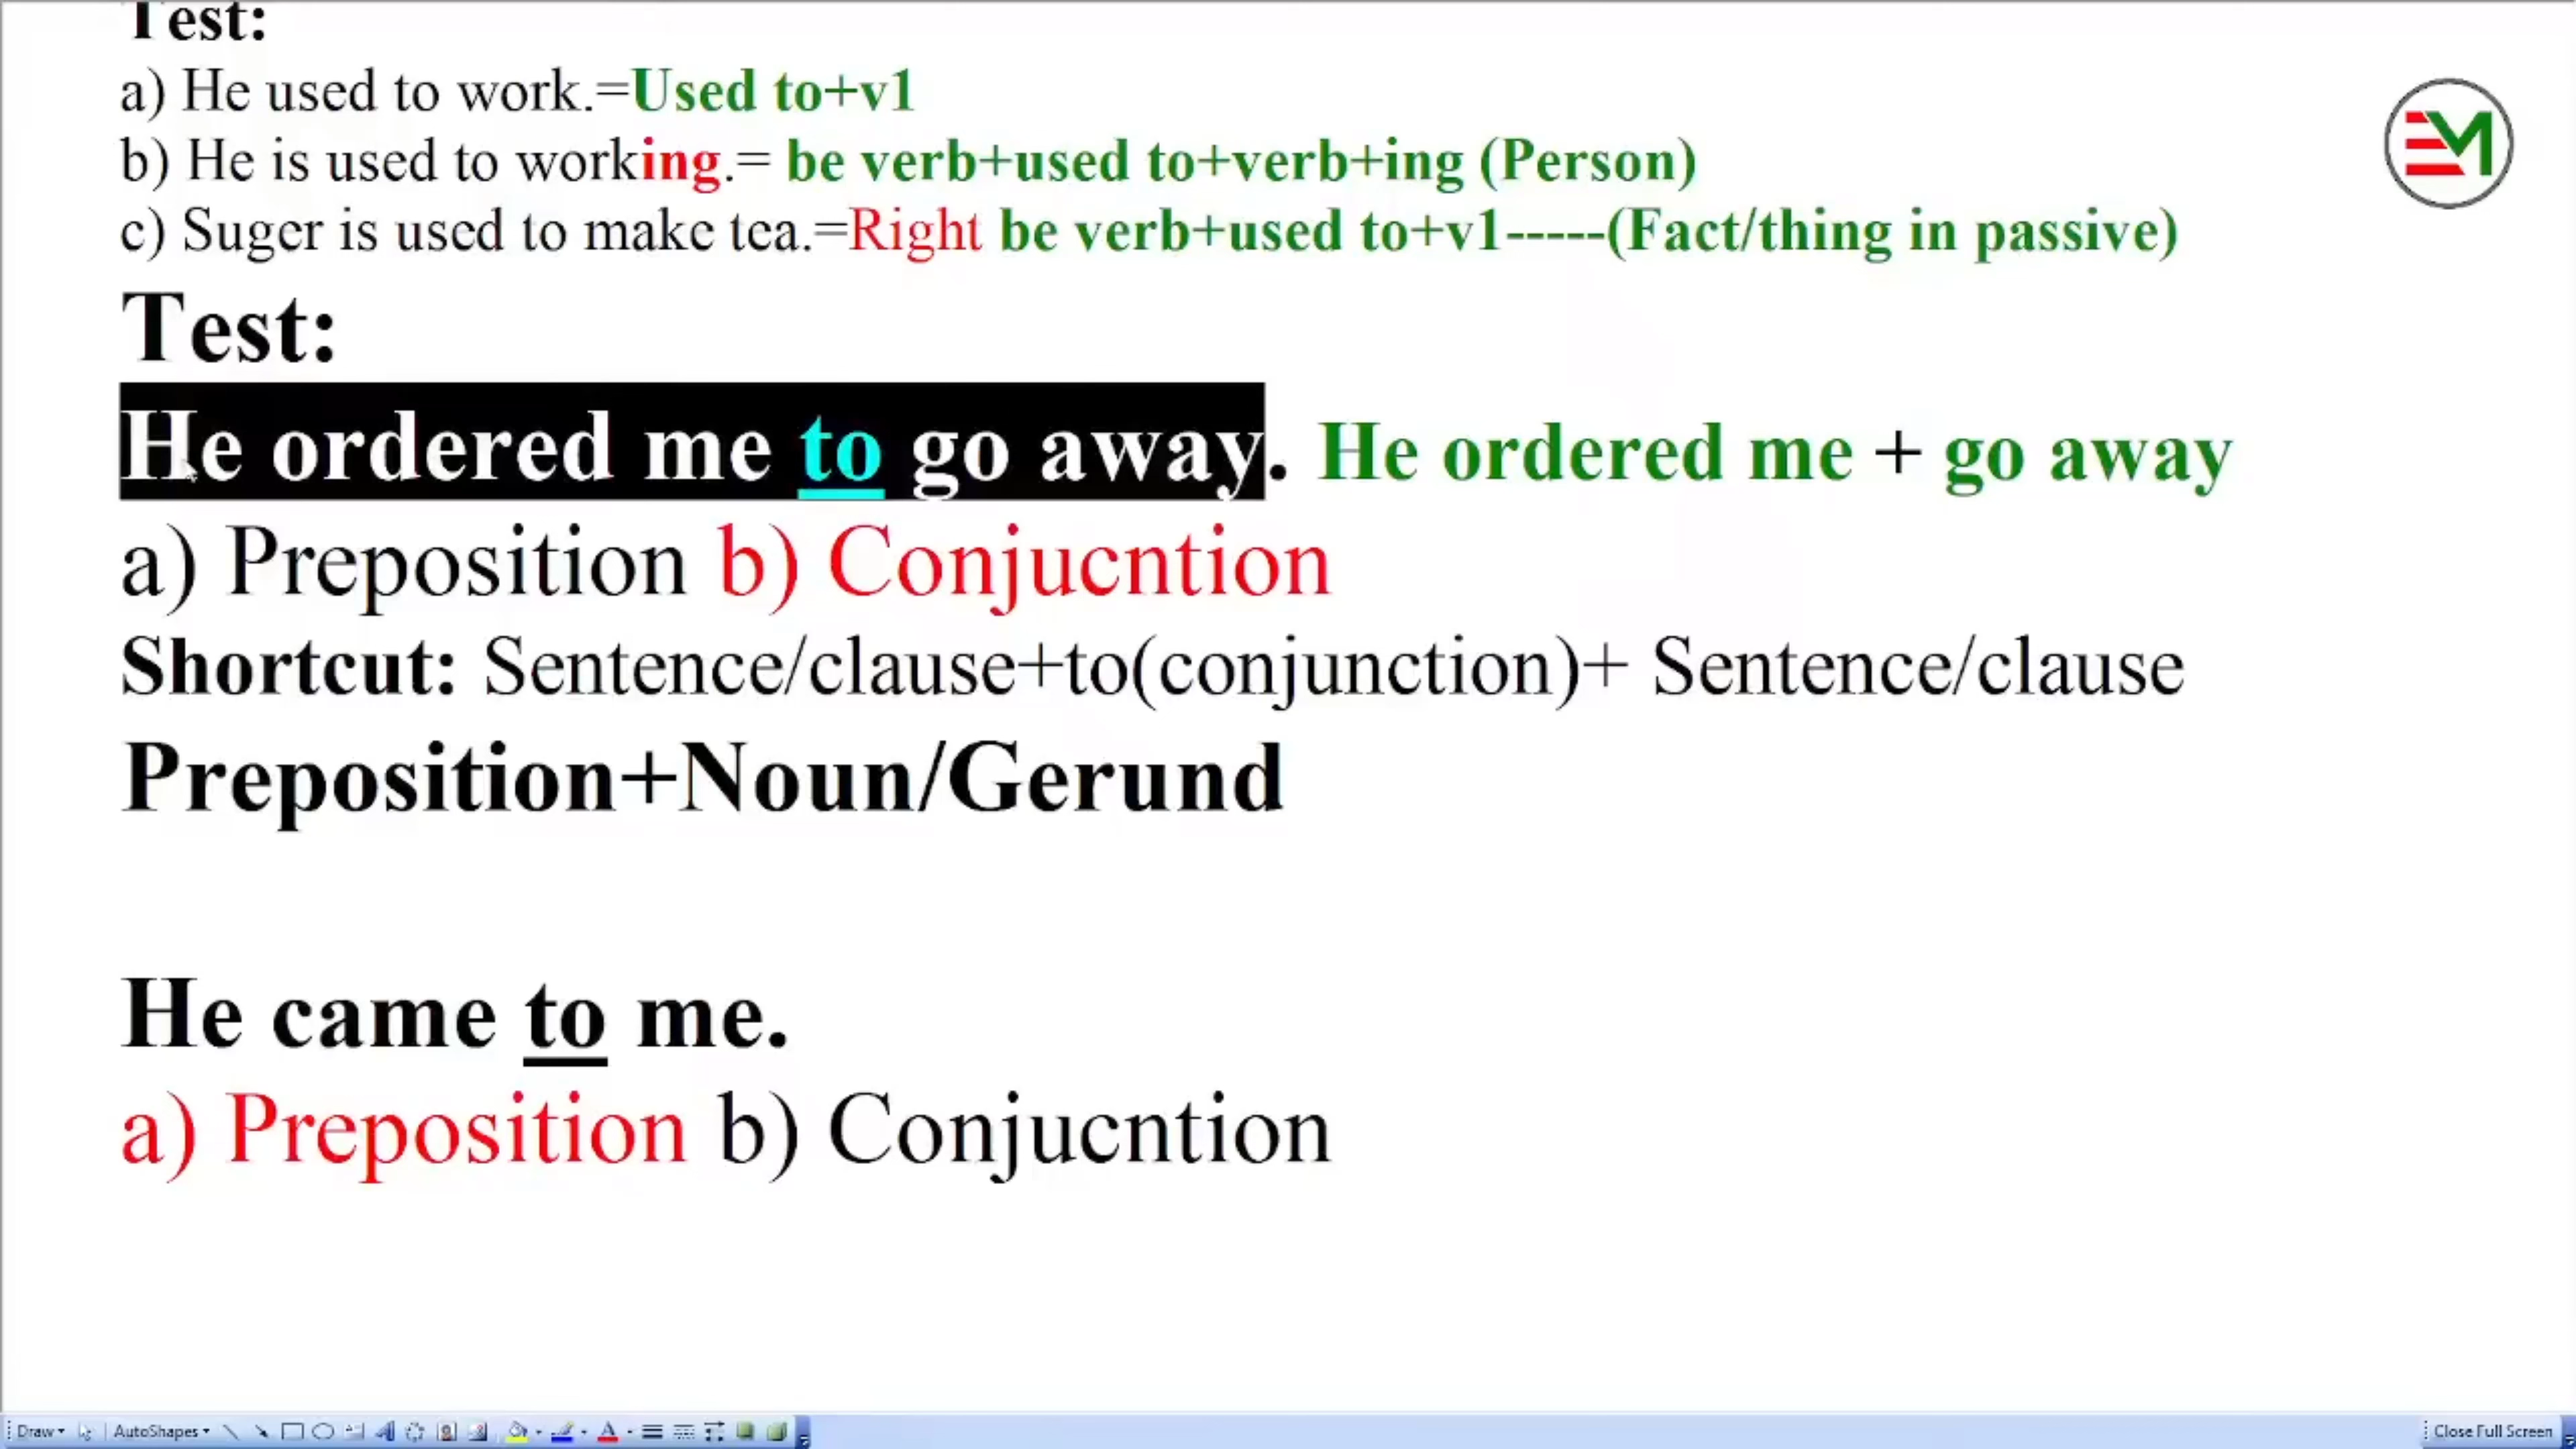 Test:
a) He used to work.=Used to+v1
b) He is used to working.= be verb+used to+verb+ing (Person)
c) Suger is used to make tea.=Right be verb+used to+v1-----(Fact/thing in passive)
EM
Test:
He ordered me to go away. He ordered me + go away
a) Preposition b) Conjucntion
Shortcut: Sentence/clause+to(conjunction)+ Sentence/clause
Preposition+Noun/Gerund
He came to me.
a) Preposition b) Conjucntion
Draw AutoShapes Close Full Screen